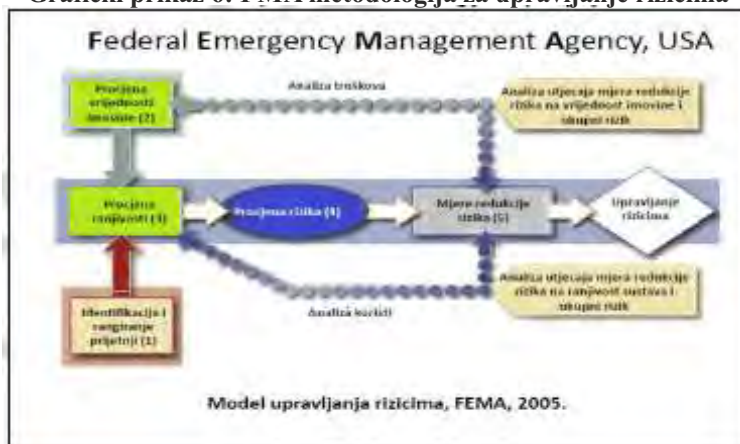 Grafički prikaz 6: FMA metodologija za upravljanje rizicima
Federal Emergency Management Agency, USA
Procjena
vrijednosti
imovine (2)
Analiza troškova
Analiza utjecaja mjera redukcije
rizika na vrijednost imovine i
ukupni rizik
Procjena
ranjivosti (3)
Procjena rizika (4)
Mjere redukcije
rizika (5)
Upravljanje
rizicima
Identifikacija i
rangiranje
prijetnji (1)
Analiza koristi
Analiza utjecaja mjera redukcije
rizika na ranjivost sustava i
ukupni rizik
Model upravljanja rizicima, FEMA, 2005.